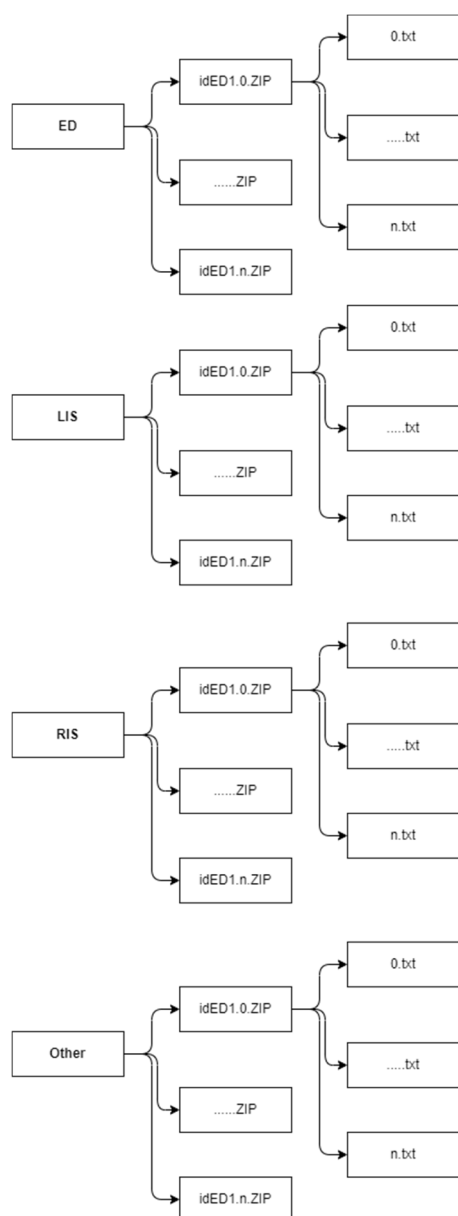 0.txt
idED1.0.ZIP
ED
.....txt
......ZIP
n.txt
idED1.n.ZIP
0.txt
idED1.0.ZIP
LIS
.....txt
......ZIP
n.txt
idED1.n.ZIP
0.txt
idED1.0.ZIP
RIS
.....txt
......ZIP
n.txt
idED1.n.ZIP
0.txt
idED1.0.ZIP
Other
.....txt
......ZIP
n.txt
idED1.n.ZIP